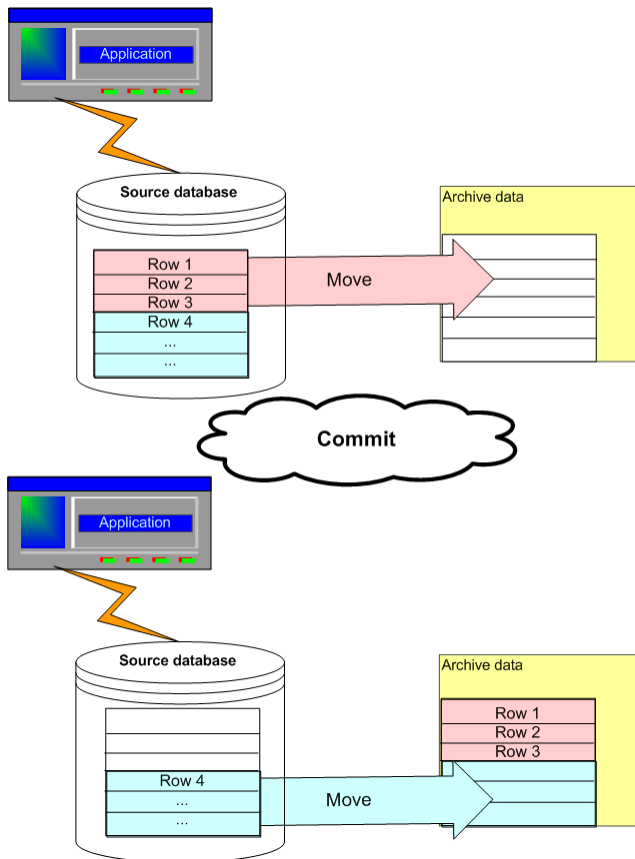 Application
Source database
Archive data
Row 1
Row 2
Move
Row 3
Row 4
...
...
Commit
Application
Source database
Archive data
Row 1
Row 2
Row 3
Row 4
...
Move
...